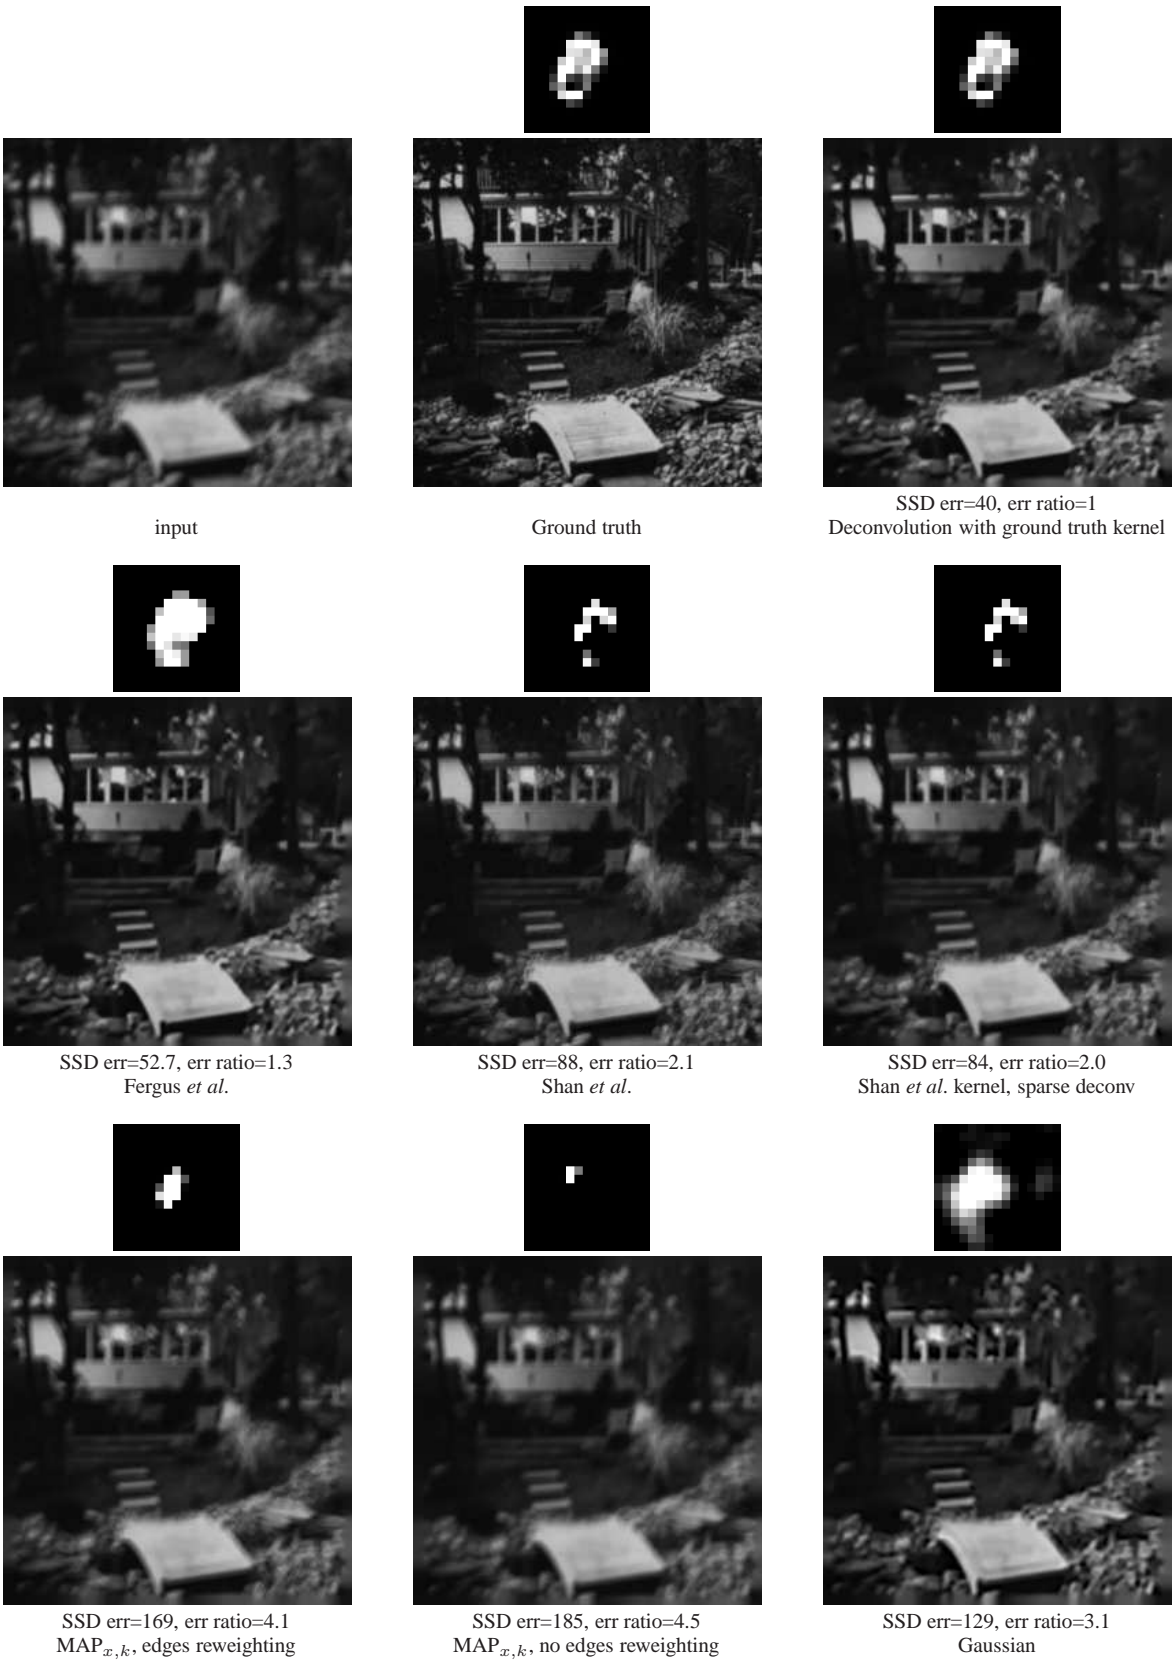 SSD err=40, err ratio=1
input
Ground truth
Deconvolution with ground truth kernel
SSD err=52.7, err ratio=1.3
Fergus et al.
SSD err=88, err ratio=2.1
Shan et al.
SSD err=84, err ratio=2.0
Shan et al. kernel, sparse deconv
SSD err=169, err ratio=4.1
MAPx,k, edges reweighting
SSD err=185, err ratio=4.5
MAPx,k, no edges reweighting
SSD err=129, err ratio=3.1
Gaussian